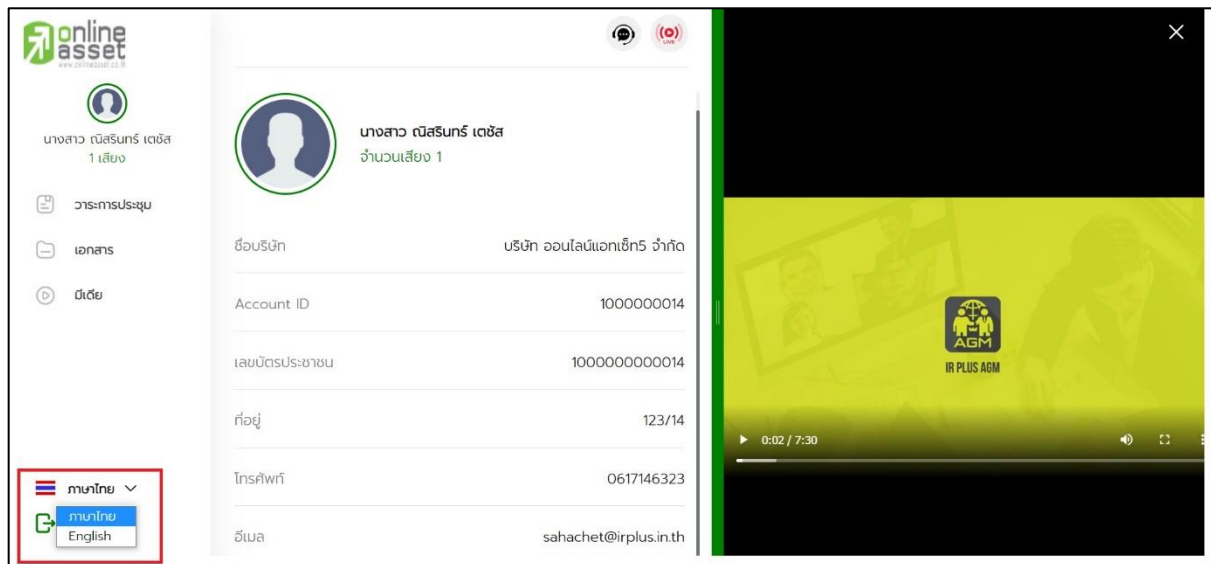 online
asset
www.onlineasset.co.th
LIVE
นางสาว ณิสรินทร์ เตชัส
1 เสียง
วาระการประชุม
เอกสาร
มีเดีย
ภาษาไทย
ภาษาไทย
English
นางสาว ณิสรินทร์ เตชัส
จำนวนเสียง 1
ชื่อบริษัท
บริษัท ออนไลน์แอทเซ็ท5 จำกัด
Account ID
1000000014
เลขบัตรประชาชน
1000000000014
ที่อยู่
123/14
โทรศัพท์
0617146323
อีเมล
sahachet@irplus.in.th
AGM
IR PLUS AGM
0:02 / 7:30